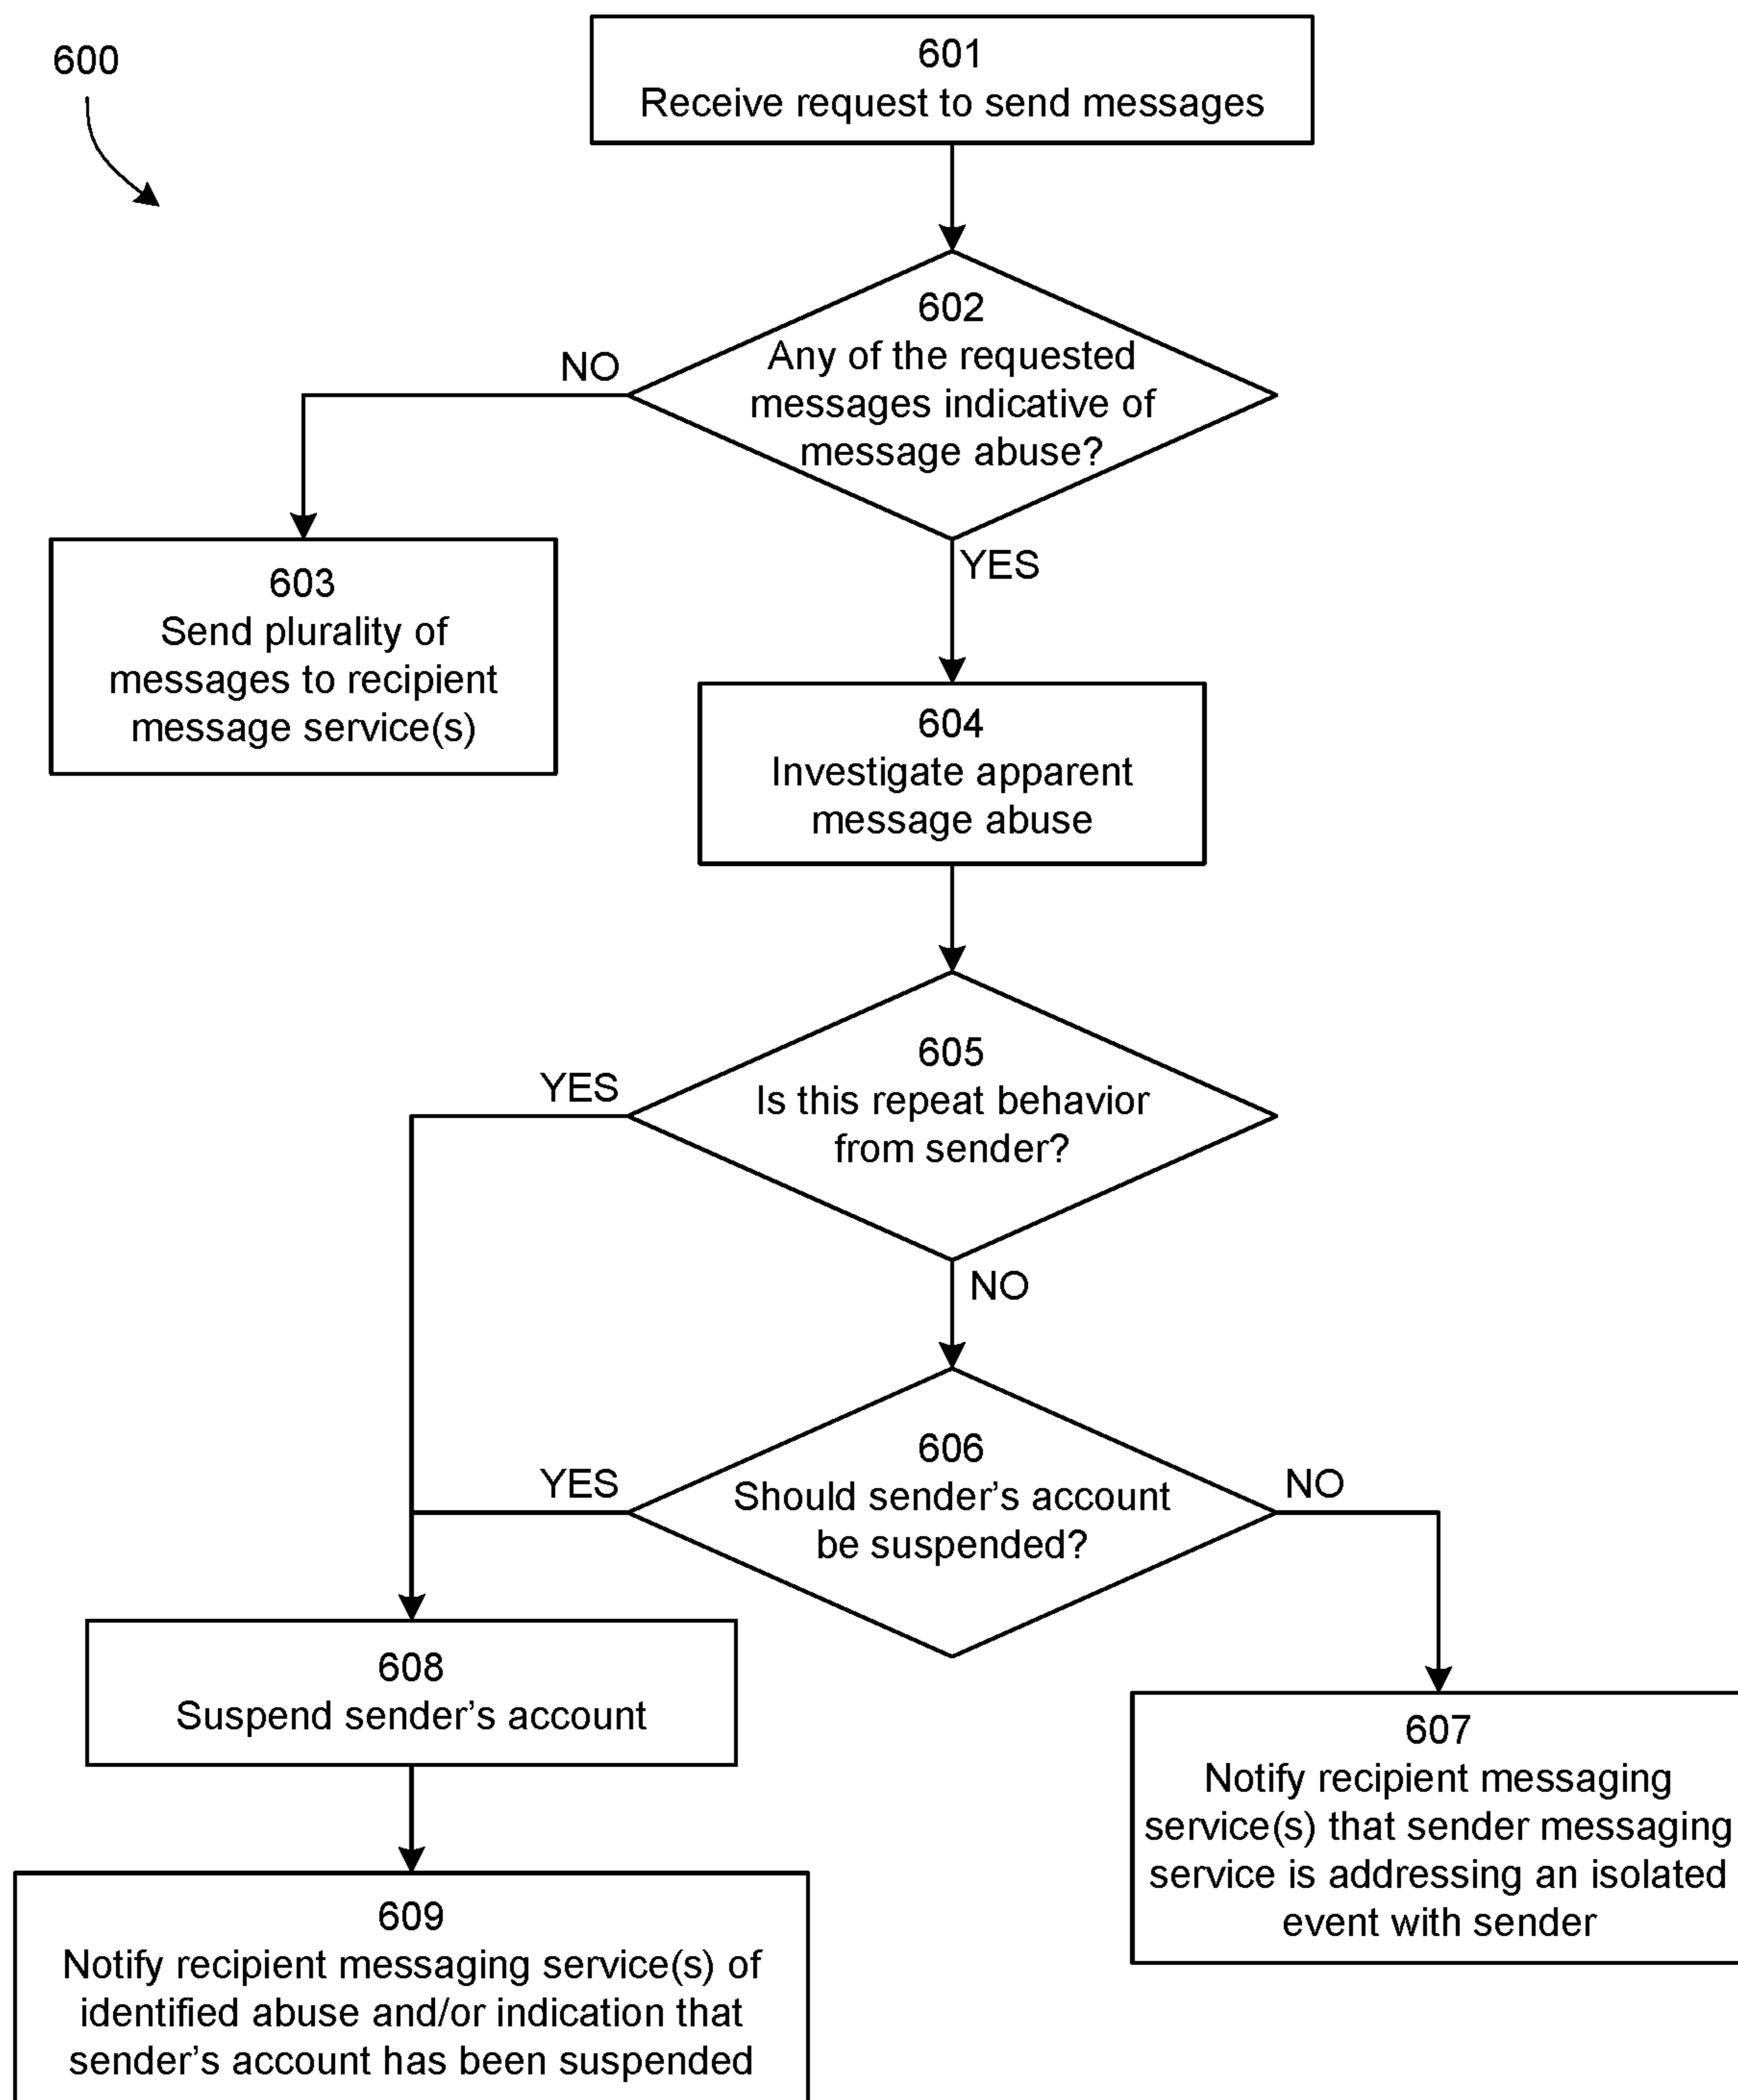 600
601
Receive request to send messages
602
Any of the requested
messages indicative of
message abuse?
NO
YES
603
Send plurality of
messages to recipient
message service(s)
604
Investigate apparent
message abuse
605
Is this repeat behavior
from sender?
YES
NO
606
Should sender’s account
be suspended?
YES
NO
608
Suspend sender’s account
607
Notify recipient messaging
service(s) that sender messaging
service is addressing an isolated
event with sender
609
Notify recipient messaging service(s) of
identified abuse and/or indication that
sender’s account has been suspended